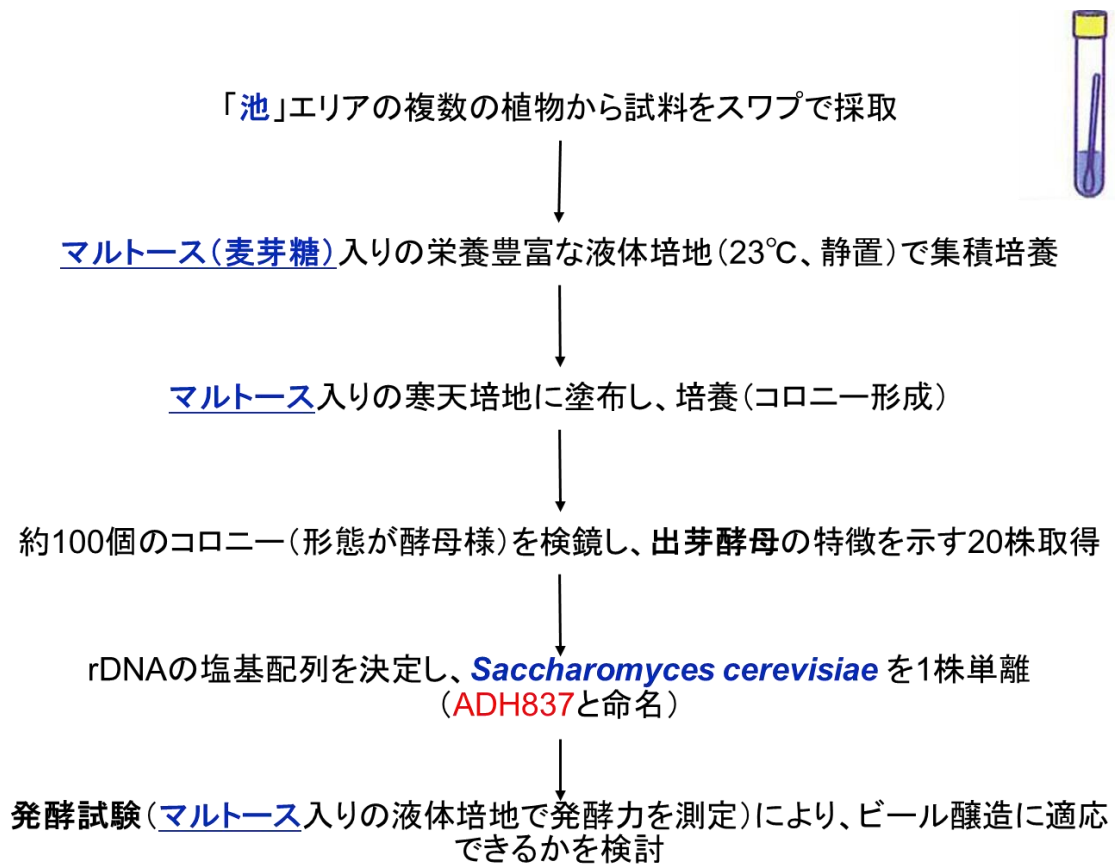 「池」エリアの複数の植物から試料をスワプで採取
マルトース（麦芽糖）入りの栄養豊富な液体培地（23℃、静置）で集積培養
マルトース入りの寒天培地に塗布し、培養（コロニー形成）
約100個のコロニー（形態が酵母様）を検鏡し、出芽酵母の特徴を示す20株取得
rDNAの塩基配列を決定し、Saccharomyces cerevisiae を1株単離
（ADH837と命名）
発酵試験（マルトース入りの液体培地で発酵力を測定）により、ビール醸造に適応
できるかを検討